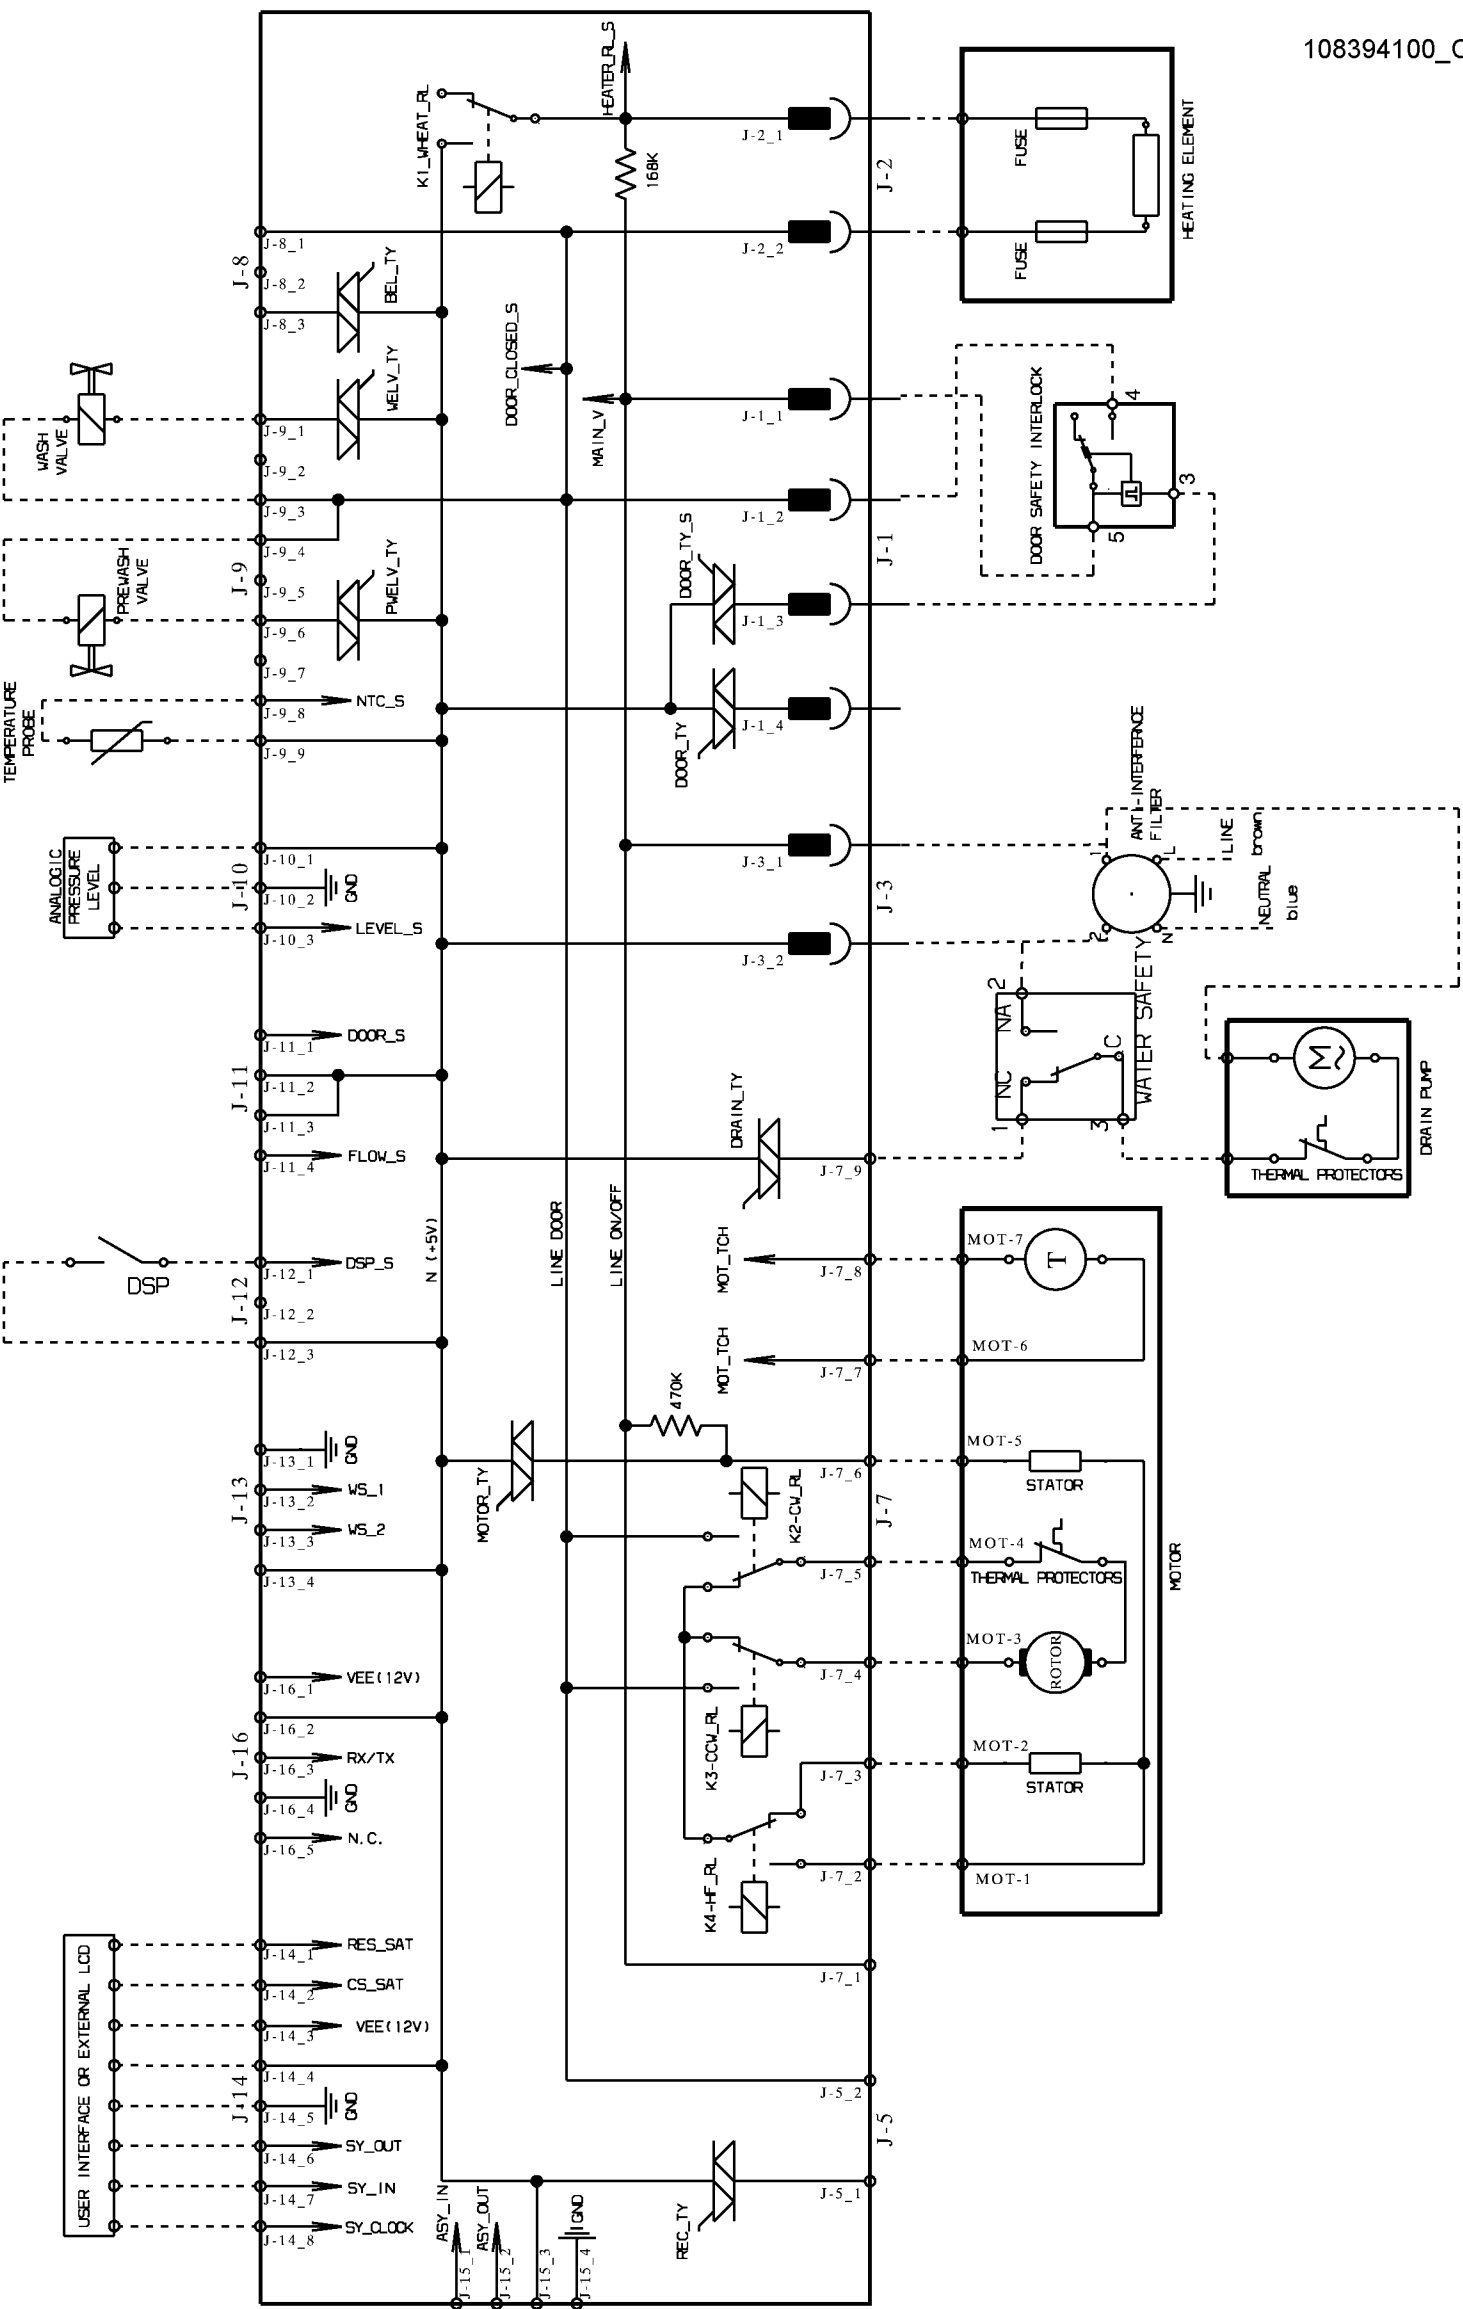 108394100_
HEATER_RL_S
K1_WHEAT_RL
168K
J-2_1
J-2
J-2_2
FUSE
FUSE
HEATING ELEMENT
J-8
J-8_1
J-8_2
J-8_3
BEL_TY
WELV_TY
DOOR_CLOSED_S
MAIN_V
J-1_1
J-1_2
J-1
J-1_3
J-1_4
DOOR_TY_S
DOOR_TY
DOOR SAFETY INTERLOCK
4
3
5
WASH
VALVE
J-9_1
J-9_2
J-9_3
J-9_4
J-9
J-9_5
J-9_6
J-9_7
J-9_8
J-9_9
PREWASH
VALVE
PWELV_TY
NTC_S
TEMPERATURE
PROBE
ANALOGIC
PRESSURE
LEVEL
J-10
J-10_1
J-10_2
J-10_3
GND
LEVEL_S
J-3_1
J-3
J-3_2
ANTI-INTERFERNCE
FILTER
1
L
2
N
LINE
brown
NEUTRAL
blue
WATER SAFETY
2
NA
NC
C
1
3
J-11
J-11_1
J-11_2
J-11_3
J-11_4
DOOR_S
FLOW_S
DRAIN_TY
J-7_9
THERMAL PROTECTORS
DRAIN PUMP
M
DSP
J-12
J-12_1
J-12_2
J-12_3
DSP_S
N (+5V)
LINE DOOR
LINE ON/OFF
MOT_TCH
J-7_8
MOT_TCH
J-7_7
MOT-7
T
MOT-6
470K
MOTOR_TY
J-7_6
MOT-5
STATOR
J-7
K2-CW_RL
J-7_5
MOT-4
THERMAL PROTECTORS
MOTOR
MOT-3
ROTOR
J-7_4
K3-CCW_RL
J-7_3
MOT-2
STATOR
K4-HF_RL
J-7_2
MOT-1
J-7_1
J-13
J-13_1
J-13_2
J-13_3
J-13_4
GND
WS_1
WS_2
J-16
J-16_1
J-16_2
J-16_3
J-16_4
J-16_5
VEE(12V)
RX/TX
GND
N.C.
USER INTERFACE OR EXTERNAL LCD
J-14
J-14_1
J-14_2
J-14_3
J-14_4
J-14_5
J-14_6
J-14_7
J-14_8
RES_SAT
CS_SAT
VEE(12V)
GND
SY_OUT
SY_IN
SY_CLOCK
J-5_2
J-5
J-5_1
REC_TY
ASY_IN
ASY_OUT
GND
J-15_1
J-15_2
J-15_3
J-15_4